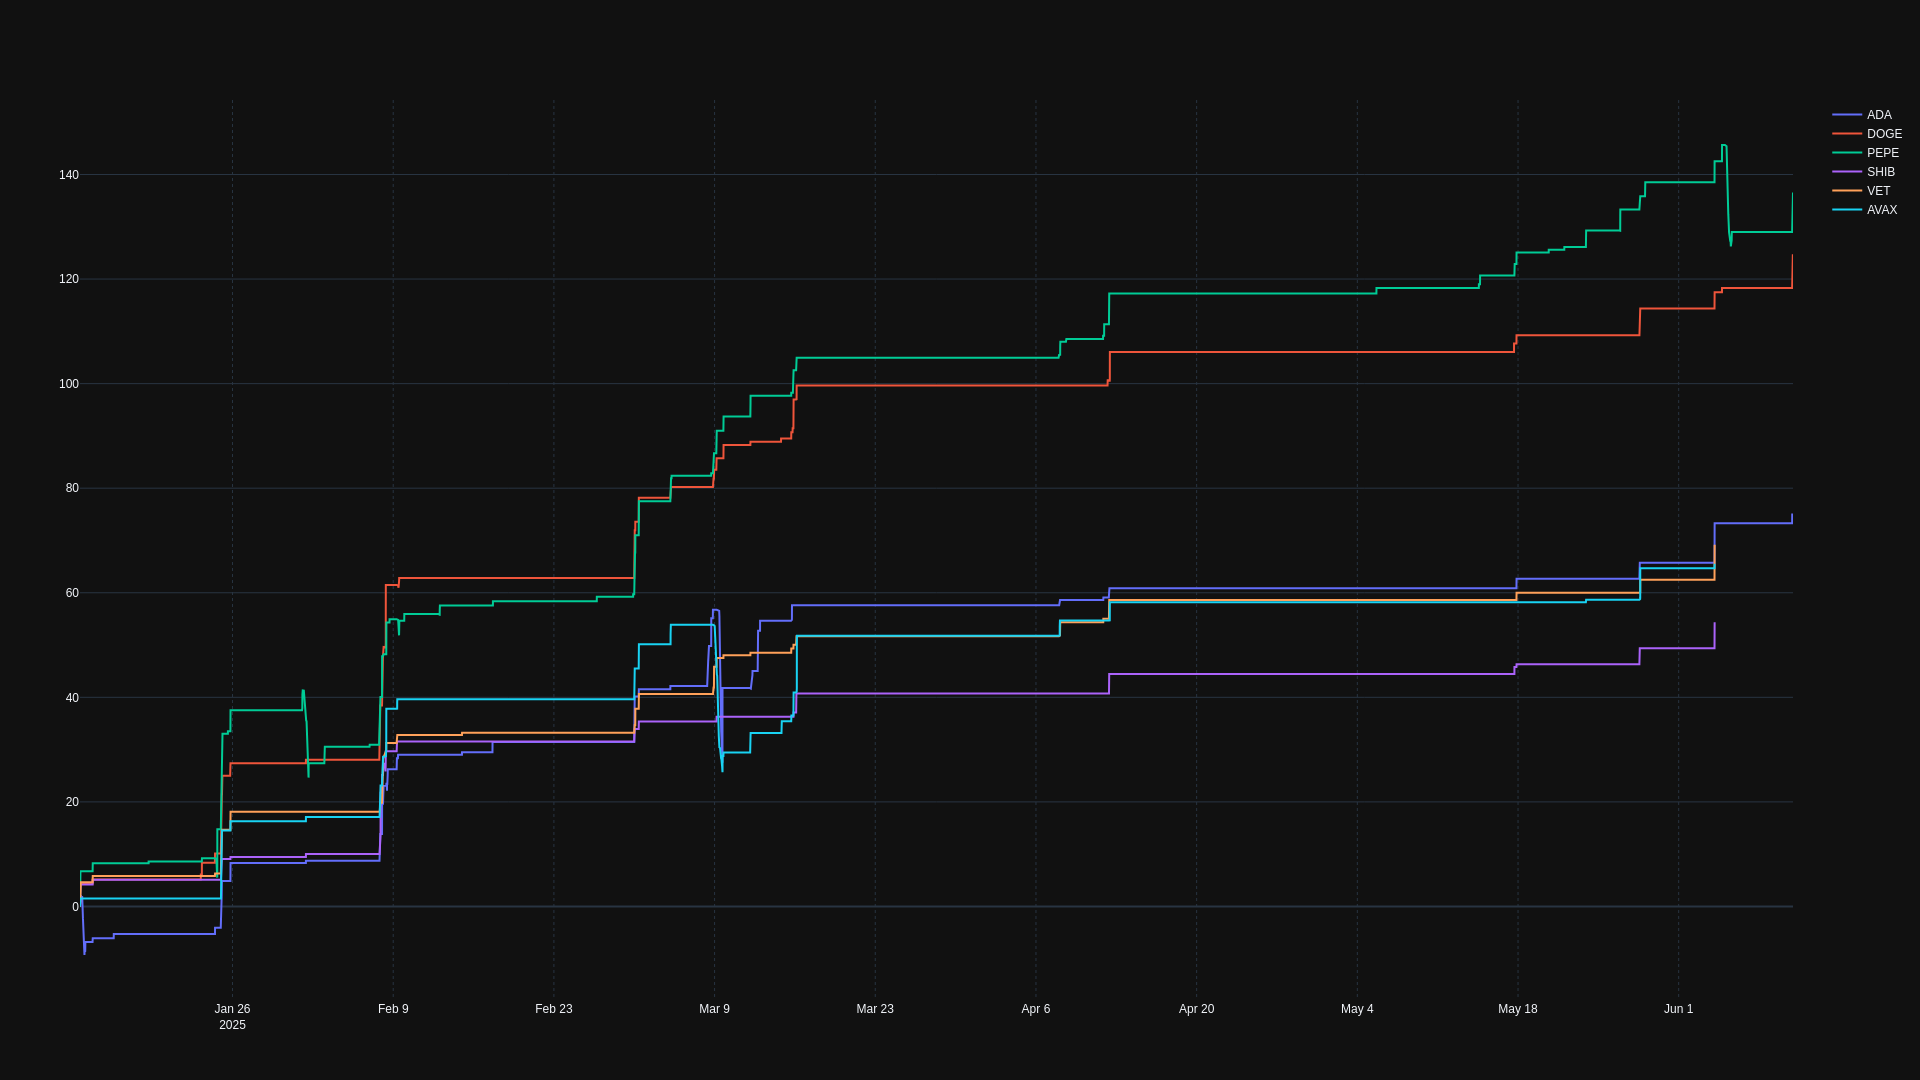 ADA
DOGE
PEPE
SHIB
VET
AVAX
140
120
100
80
60
40
20
0
Jan 26
2025
Feb 9
Feb 23
Mar 9
Mar 23
Apr 6
Apr 20
May 4
May 18
Jun 1